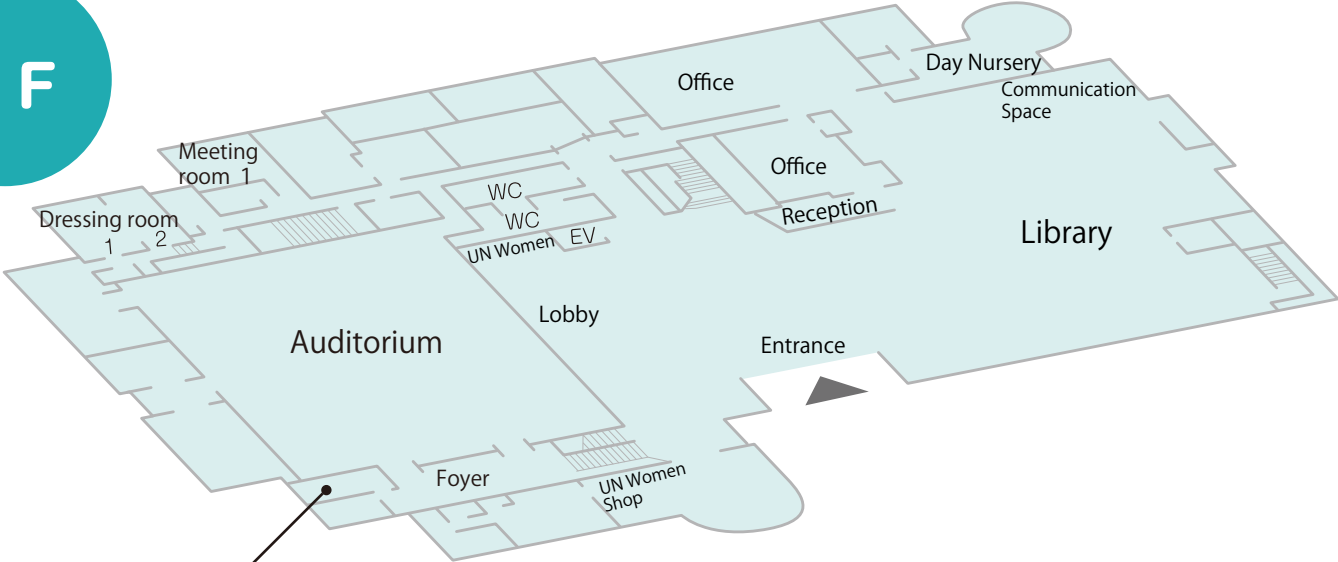 F
Office
Day Nursery
Communication
Space
Meeting
room 1
Office
WC
Dressing room
1 2
WC
Reception
UN Women
EV
Library
Lobby
Auditorium
Entrance
Foyer
UN Women
Shop